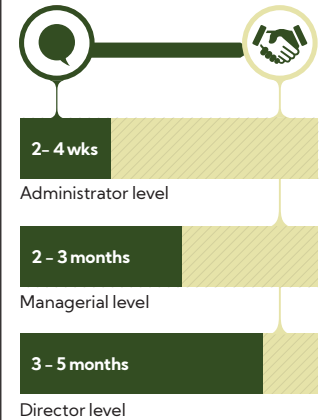 2- 4 wks
Administrator level
2 - 3 months
Managerial level
3 - 5 months
Director level